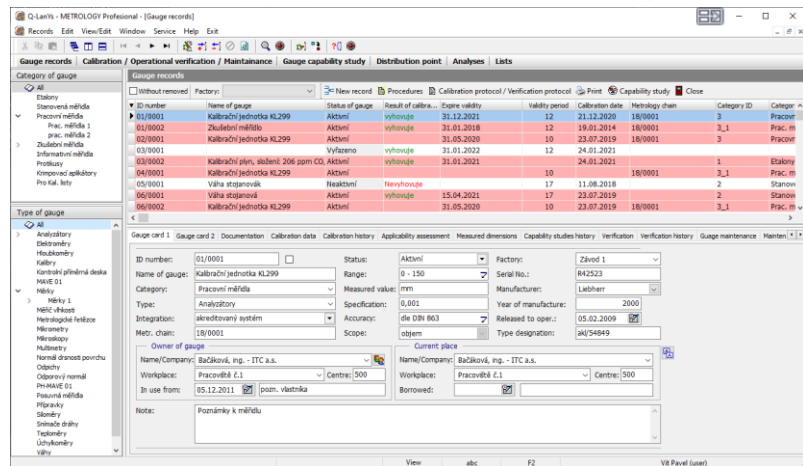 Q-LanYs - METROLOGY Profesional - [Gauge records]
Records Edit View/Edit Window Service Help Exit
Gauge records Calibration / Operational verification / Maintainance Gauge capability study Distribution point Analyses Lists
Category of gauge
All
Etalony
Stanovená měřidla
Pracovní měřidla
Prac. měřidla 1
prac. měřidla 2
Zkušební měřidla
Informativní měřidla
Protikusy
Krimpovací aplikátory
Pro Kal. listy
Type of gauge
All
Analyzátory
Elektroměry
Hloubkoměry
Kalibry
Kontrolní příměrná deska
MAVE 01
Měrky
Měrky 1
Měřič vlhkosti
Metrologické řetězce
Mikrometry
Mikroskopy
Multimetry
Normál drsnosti povrchu
Odpichy
Odporový normál
PH-MAVE 01
Posuvná měřidla
Přípravky
Siloměry
Snímače dráhy
Teploměry
Úchylkoměry
Váhy
Gauge records
Without removed Factory: New record Procedures Calibration protocol / Verification protocol Print Capability study Close
ID number Name of gauge Status of gauge Result of calibra... Expire validity Validity period Calibration date Metrology chain Category ID Categor
01/0001 Kalibrační jednotka KL299 Aktivní vyhovuje 31.12.2021 12 21.12.2020 18/0001 3 Pracovr
01/0002 Zkušební měřidlo Aktivní vyhovuje 31.01.2018 12 19.01.2014 18/0001 3_1 Prac. m
02/0001 Kalibrační jednotka KL299 Aktivní 31.05.2020 10 23.07.2019 18/0001 3 Pracovr
03/0001 Vyřazeno vyhovuje 31.01.2022 12 24.01.2021
03/0002 Kalibrační plyn, složení: 206 ppm CO, Aktivní vyhovuje 31.01.2021 24.01.2021 1 Etalony
04/0001 Kalibrační jednotka KL299 Aktivní 10 18/0001 3_1 Prac. m
05/0001 Váha stojanovák Neaktivní Nevyhovuje 17 11.08.2018 2 Stanov
06/0001 Váha stojanová Aktivní vyhovuje 15.04.2021 17 23.07.2019 2 Stanov
06/0002 Kalibrační jednotka KL299 Aktivní 31.05.2020 10 23.07.2019 18/0001 3_1 Prac. m
Gauge card 1 Gauge card 2 Documentation Calibration data Calibration history Applicability assessment Measured dimensions Capability studies history Verification Verification history Guage maintenance Mainten
ID number: 01/0001 Status: Aktivní Factory: Závod 1
Name of gauge: Kalibrační jednotka KL299 Range: 0 - 150 Serial No.: R42523
Category: Pracovní měřidla Measured value: mm Manufacturer: Liebherr
Type: Analyzátory Specification: 0,001 Year of manufacture: 2000
Integration: akreditovaný systém Accuracy: dle DIN 863 Released to oper.: 05.02.2009
Metr. chain: 18/0001 Scope: objem Type designation: akl/54849
Owner of gauge Current place
Name/Company: Bačáková, ing. - ITC a.s. Name/Company: Bačáková, ing. - ITC a.s.
Workplace: Pracoviště č.1 Centre: 500 Workplace: Pracoviště č.1 Centre: 500
In use from: 05.12.2011 pozn. vlastníka Borrowed:
Note: Poznámky k měřidlu
View abc F2 Vít Pavel (user)